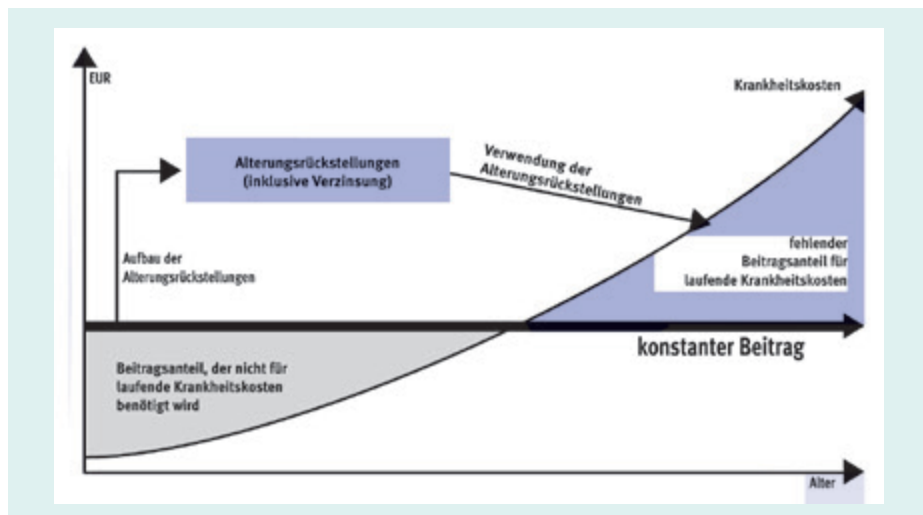 EUR
Krankheitskosten
Alterungsrückstellungen
(inklusive Verzinsung)
Verwendung der
Alterungsrückstellungen
Aufbau der
Alterungsrückstellungen
fehlender
Beitragsanteil für
laufende Krankheitskosten
konstanter Beitrag
Beitragsanteil, der nicht für
laufende Krankheitskosten
benötigt wird
Alter